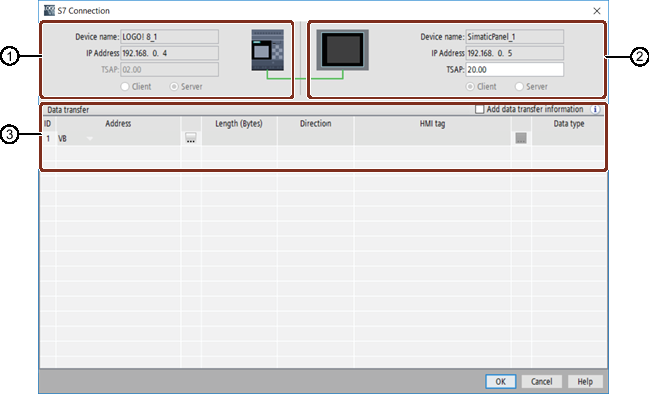 S7 Connection
1
Device name: LOGO! 8_1
IP Address 192.168. 0. 4
TSAP: 02.00
Client Server
2
Device name: SimaticPanel_1
IP Address 192.168. 0. 5
TSAP: 20.00
Client Server
Data transfer Add data transfer information i
3
ID Address Length (Bytes) Direction HMI tag Data type
1 VB ...
OK Cancel Help